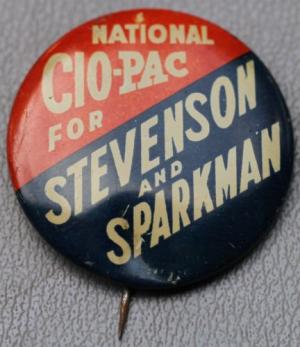 NATIONAL
CIO-PAC
FOR
STEVENSON
AND
SPARKMAN